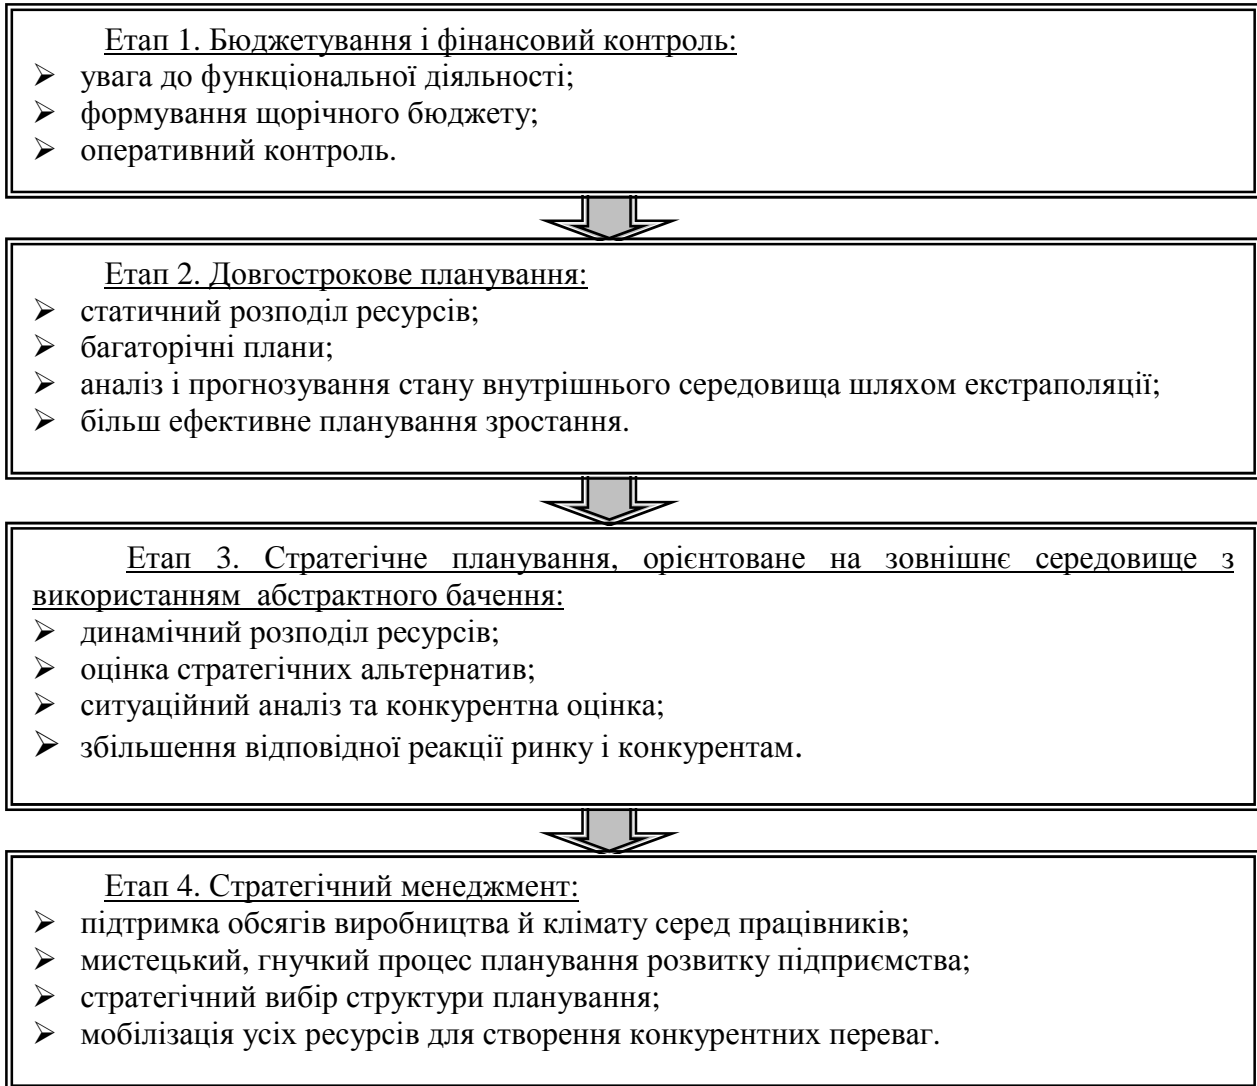 Етап 1. Бюджетування і фінансовий контроль:
➢ увага до функціональної діяльності;
➢ формування щорічного бюджету;
➢ оперативний контроль.
Етап 2. Довгострокове планування:
➢ статичний розподіл ресурсів;
➢ багаторічні плани;
➢ аналіз і прогнозування стану внутрішнього середовища шляхом екстраполяції;
➢ більш ефективне планування зростання.
Етап 3. Стратегічне планування, орієнтоване на зовнішнє середовище з
використанням абстрактного бачення:
➢ динамічний розподіл ресурсів;
➢ оцінка стратегічних альтернатив;
➢ ситуаційний аналіз та конкурентна оцінка;
➢ збільшення відповідної реакції ринку і конкурентам.
Етап 4. Стратегічний менеджмент:
➢ підтримка обсягів виробництва й клімату серед працівників;
➢ мистецький, гнучкий процес планування розвитку підприємства;
➢ стратегічний вибір структури планування;
➢ мобілізація усіх ресурсів для створення конкурентних переваг.